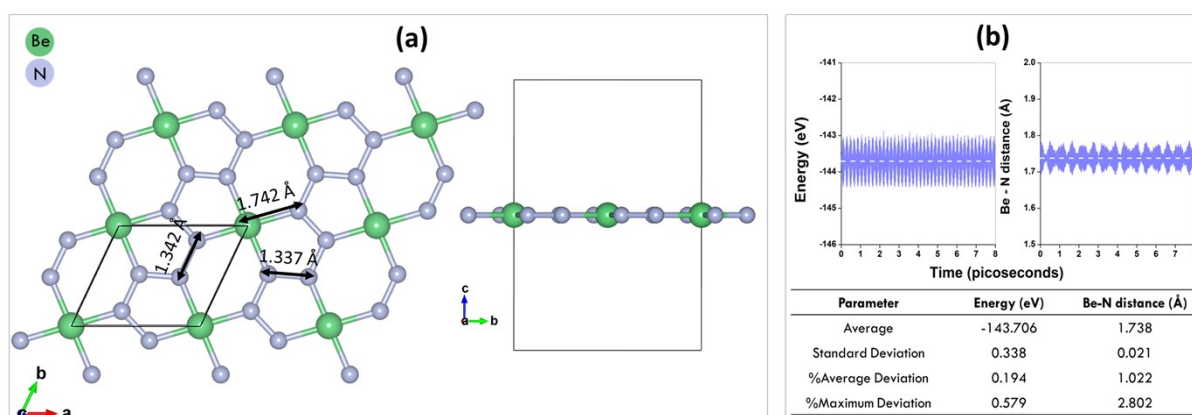 Be
N
(a)
1.742 Å
1.342 Å
1.337 Å
b
a
c
c
a
b
(b)
-141
-142
-143
-144
-145
-146
Energy (eV)
0 1 2 3 4 5 6 7 8
2.0
1.9
1.8
1.7
1.6
1.5
Be - N distance (Å)
0 1 2 3 4 5 6 7
Time (picoseconds)
Parameter Energy (eV) Be-N distance (Å)
Average -143.706 1.738
Standard Deviation 0.338 0.021
%Average Deviation 0.194 1.022
%Maximum Deviation 0.579 2.802